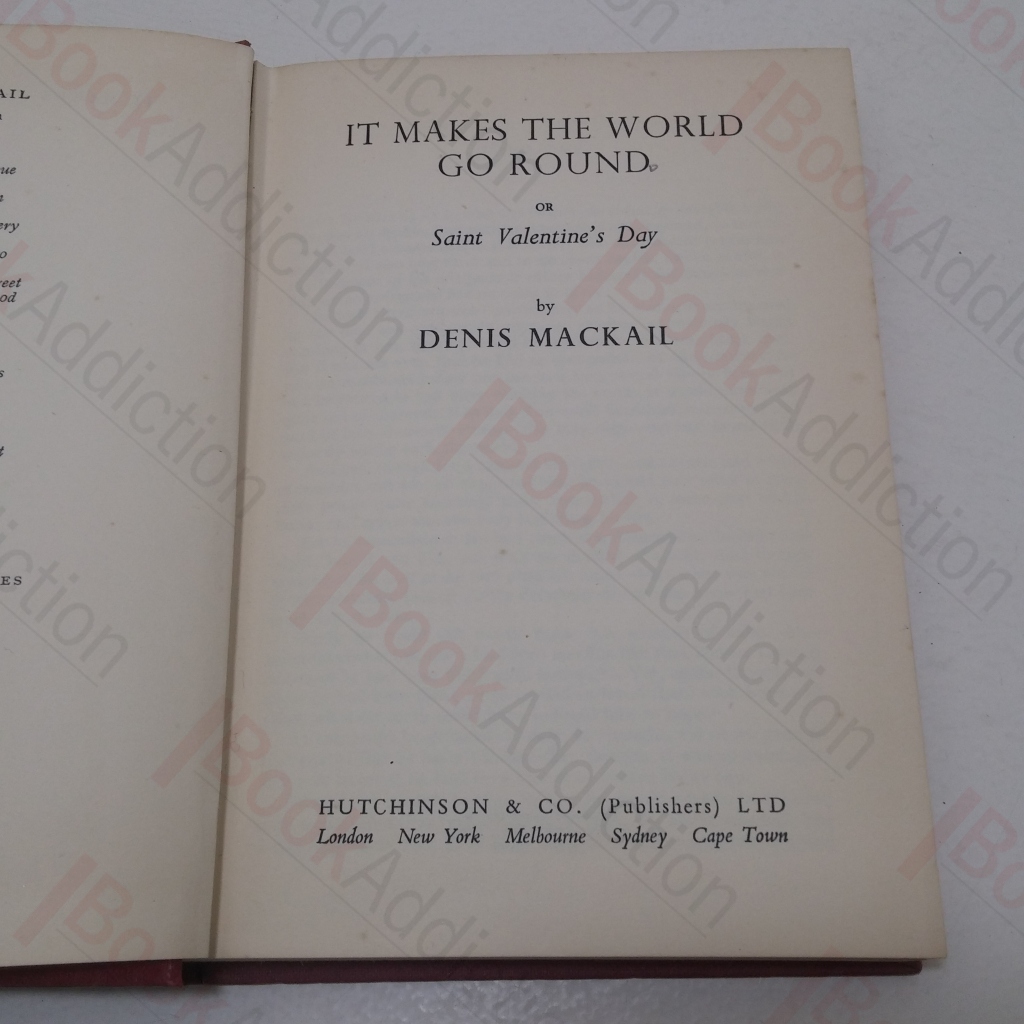 IT MAKES THE WORLD
GO ROUND
OR
Saint Valentine's Day
by
DENIS MACKAIL
HUTCHINSON & CO. (Publishers) LTD
London New York Melbourne Sydney Cape Town
BookAddiction